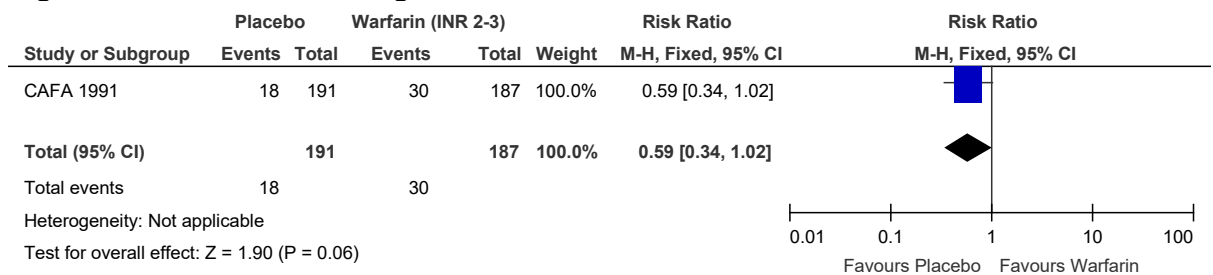 Placebo Warfarin (INR 2-3) Risk Ratio Risk Ratio
Study or Subgroup Events Total Events Total Weight M-H, Fixed, 95% CI M-H, Fixed, 95% CI
CAFA 1991 18 191 30 187 100.0% 0.59 [0.34, 1.02]
Total (95% CI) 191 187 100.0% 0.59 [0.34, 1.02]
Total events 18 30
Heterogeneity: Not applicable
Test for overall effect: Z = 1.90 (P = 0.06)
0.01 0.1 1 10 100
Favours Placebo Favours Warfarin